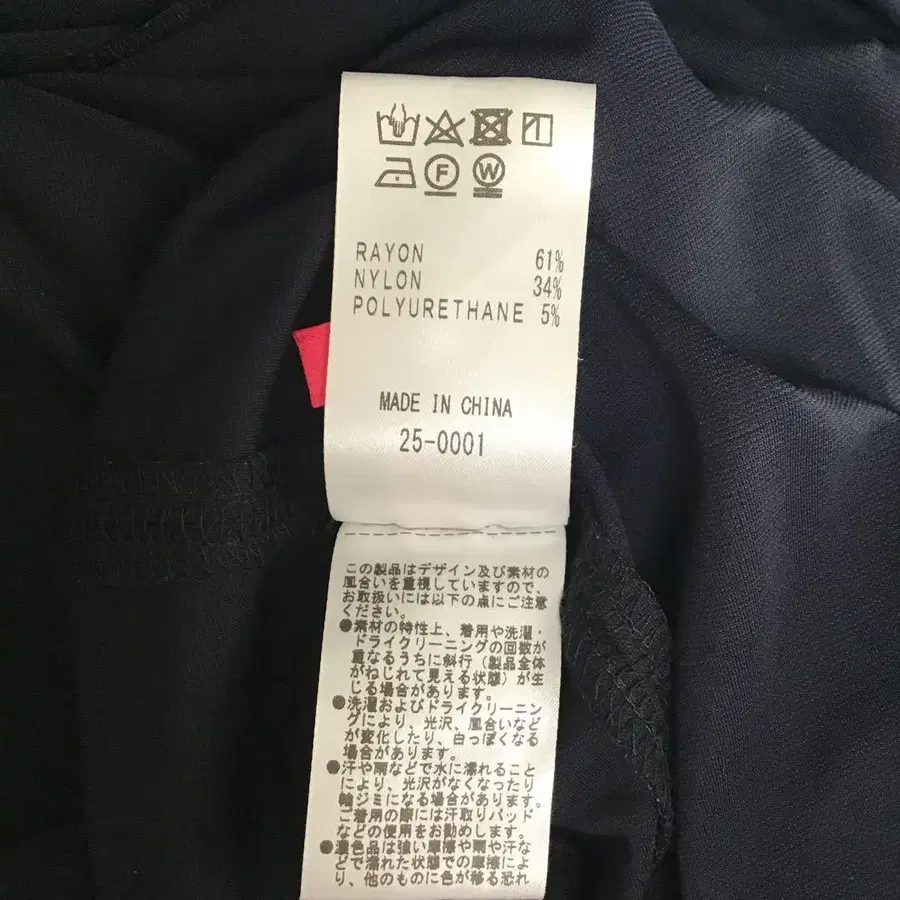 F W
RAYON 61%
NYLON 34%
POLYURETHANE 5%
MADE IN CHINA
25-0001
この製品はデザイン及び素材の
風合いを重視していますので、
お取扱いには以下の点にご注意
ください。
●素材の特性上、着用や洗濯・
ドライクリーニングの回数が
重なるうちに斜行（製品全体
がねじれて見える状態）が生
じる場合があります。
●洗濯およびドライクリーニン
グにより、光沢、風合いなど
が変化したり、白っぽくなる
場合があります。
●汗や雨などで水に濡れること
により、光沢がなくなったり
輪ジミになる場合があります。
ご着用の際には汗取りパッド
などの使用をお勧めします。
●濃色品は強い摩擦や雨や汗な
どで濡れた状態での摩擦によ
り、他のものに色が移る恐れ